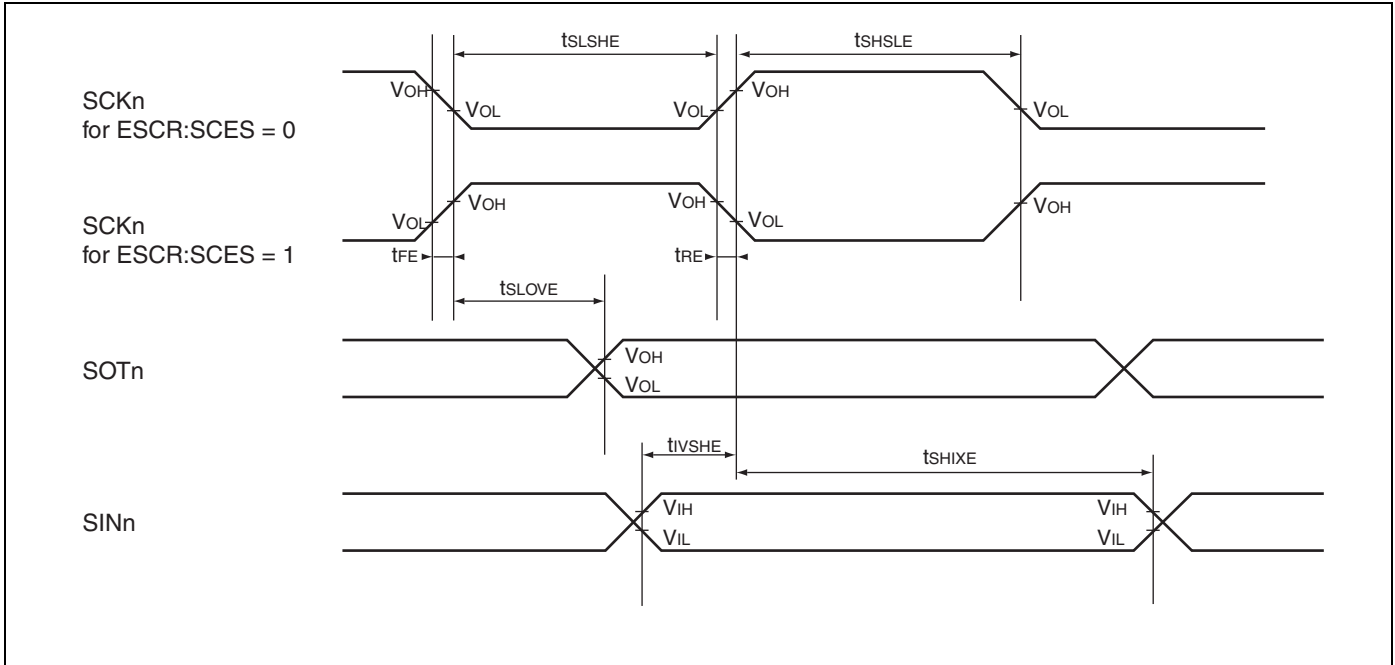 tSLSHE
tSHSLE
SCKn
for ESCR:SCES = 0
VOH
VOL
VOL
VOH
VOL
SCKn
for ESCR:SCES = 1
VOL
VOH
VOH
VOL
VOH
tFE
tRE
tSLOVE
SOTn
VOH
VOL
tIVSHE
tSHIXE
SINn
VIH
VIL
VIH
VIL